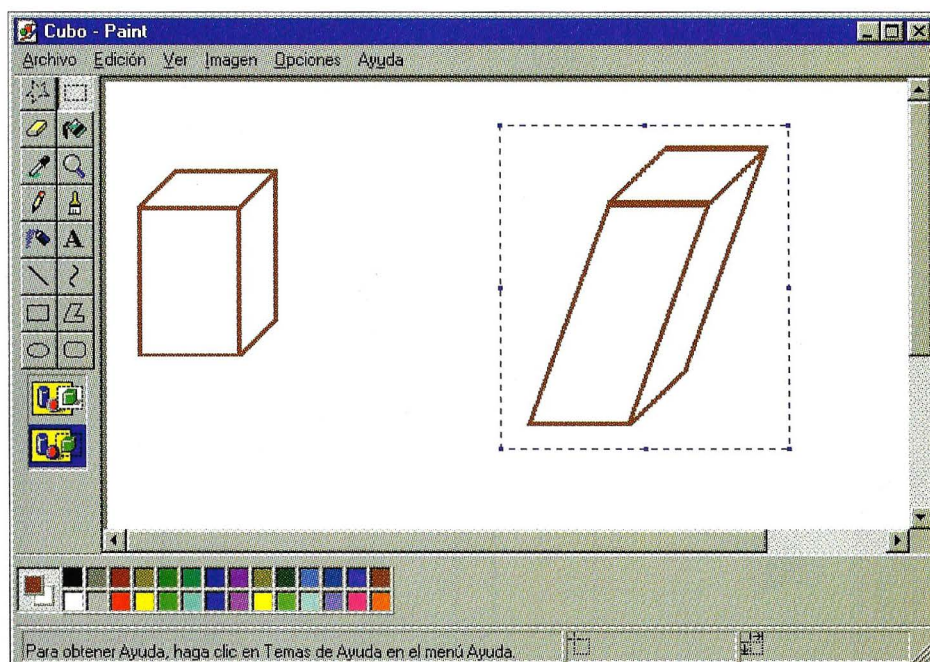 Cubo - Paint
Archivo Edición Ver Imagen Opciones Ayuda
A
Para obtener Ayuda, haga clic en Temas de Ayuda en el menú Ayuda.